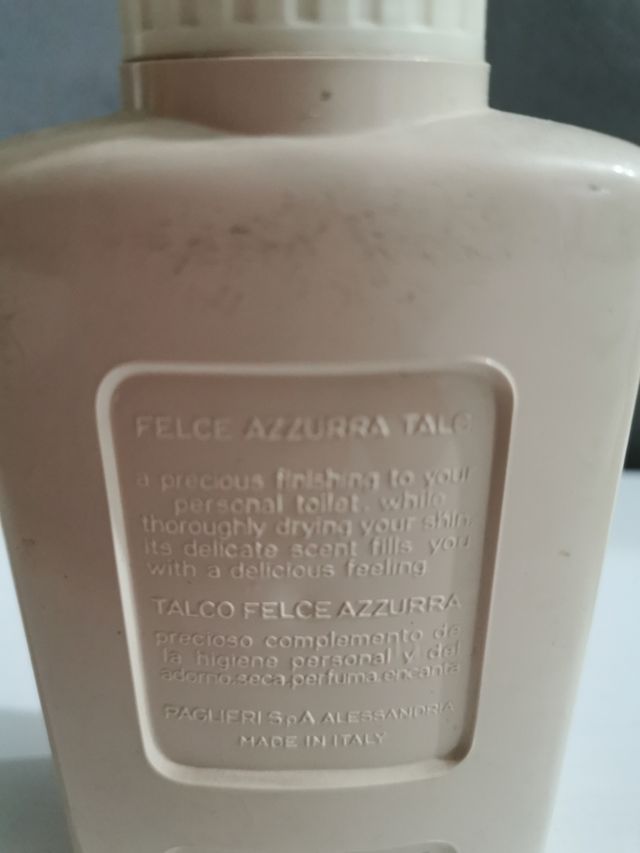 FELCE AZZURRA TALC
a precious finishing to your
personal toilet. while
thoroughly drying your skin,
its delicate scent fills you
with a delicious feeling
TALCO FELCE AZZURRA
precioso complemento de
la higiene personal y del
adorno.seca,perfuma,encanta
PAGLIERI SpA ALESSANDRIA
MADE IN ITALY